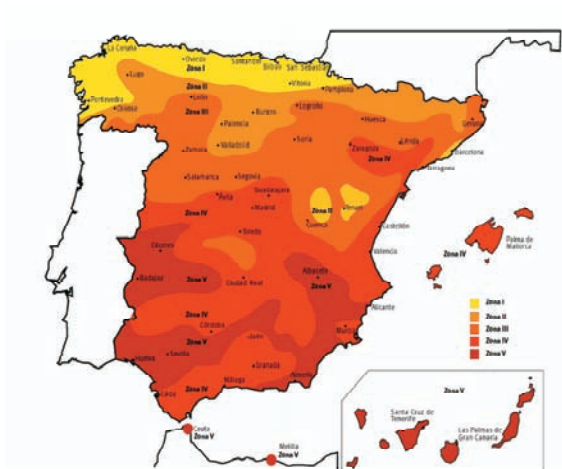 La Coruña
Oviedo
Santander
Bilbao
San Sebastián
Zona I
Lugo
Vitoria
Pamplona
Zona II
León
Pontevedra
Orense
Burgos
Logroño
Zona III
Huesca
Gerona
Palencia
Zamora
Valladolid
Soria
Zaragoza
Lérida
Zona IV
Barcelona
Tarragona
Salamanca
Segovia
Guadalajara
Ávila
Madrid
Zona IV
Zona II
Teruel
Cuenca
Castellón
Toledo
Cáceres
Valencia
Zona IV
Palma de
Mallorca
Badajoz
Zona V
Ciudad Real
Albacete
Zona V
Alicante
Zona IV
Córdoba
Zona V
Jaén
Murcia
Huelva
Sevilla
Granada
Almería
Málaga
Zona IV
Cádiz
Ceuta
Zona V
Melilla
Zona V
Zona I
Zona II
Zona III
Zona IV
Zona V
Zona V
Santa Cruz de
Tenerife
Las Palmas de
Gran Canaria